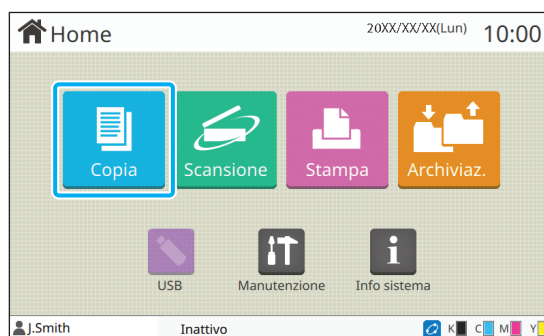 Home 20XX/XX/XX(Lun) 10:00
Copia Scansione Stampa Archiviaz.
USB Manutenzione Info sistema
J.Smith Inattivo K C M Y